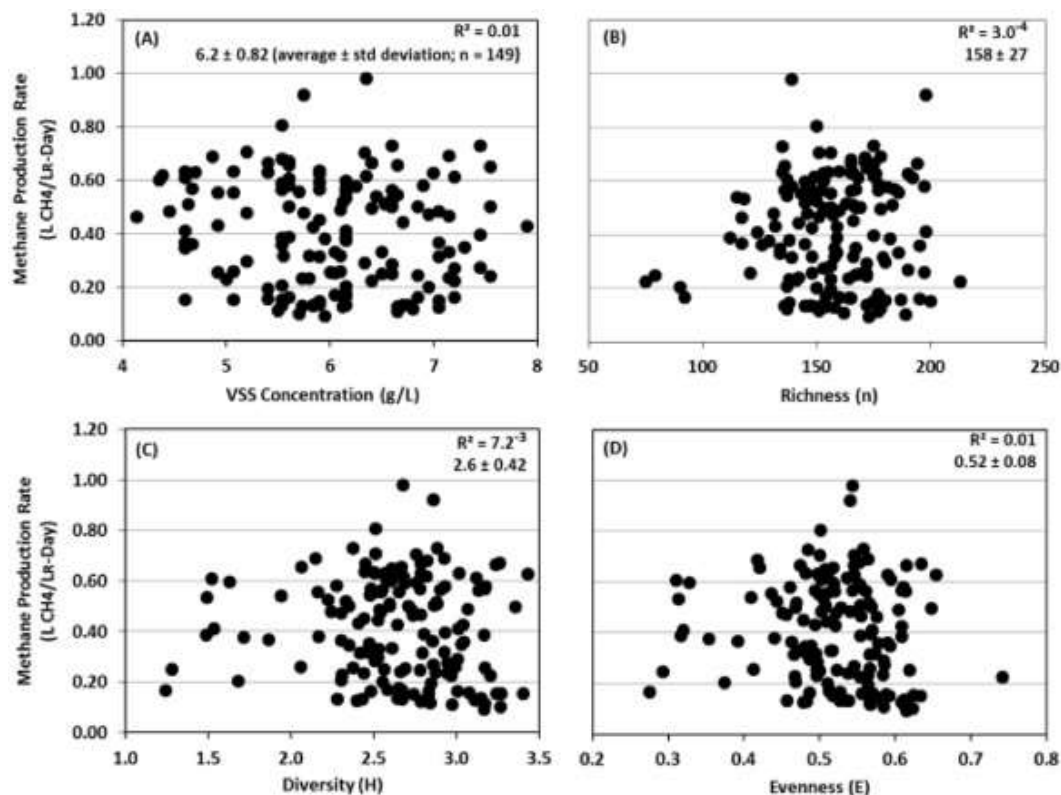 (A)
R² = 0.01
6.2 ± 0.82 (average ± std deviation; n = 149)
1.20
1.00
0.80
0.60
0.40
0.20
0.00
Methane Production Rate
(L CH4/LR-Day)
4
5
6
7
8
VSS Concentration (g/L)
(B)
R² = 3.0⁻⁴
158 ± 27
50
100
150
200
250
Richness (n)
(C)
R² = 7.2⁻³
2.6 ± 0.42
1.20
1.00
0.80
0.60
0.40
0.20
0.00
Methane Production Rate
(L CH4/LR-Day)
1.0
1.5
2.0
2.5
3.0
3.5
Diversity (H)
(D)
R² = 0.01
0.52 ± 0.08
0.2
0.3
0.4
0.5
0.6
0.7
0.8
Evenness (E)